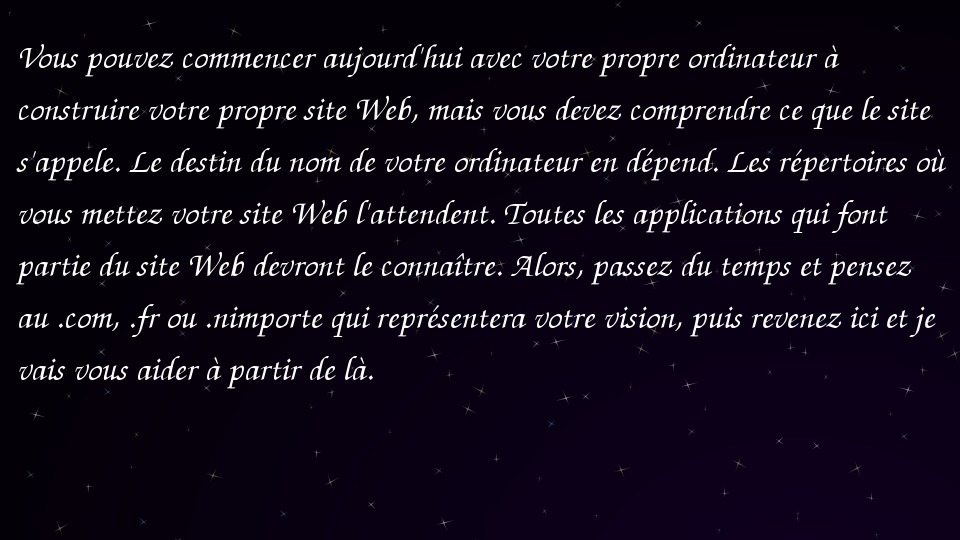 Vous pouvez commencer aujourd'hui avec votre propre ordinateur à
construire votre propre site Web, mais vous devez comprendre ce que le site
s'appele. Le destin du nom de votre ordinateur en dépend. Les répertoires où
vous mettez votre site Web l'attendent. Toutes les applications qui font
partie du site Web devront le connaître. Alors, passez du temps et pensez
au .com, .fr ou .nimporte qui représentera votre vision, puis revenez ici et je
vais vous aider à partir de là.